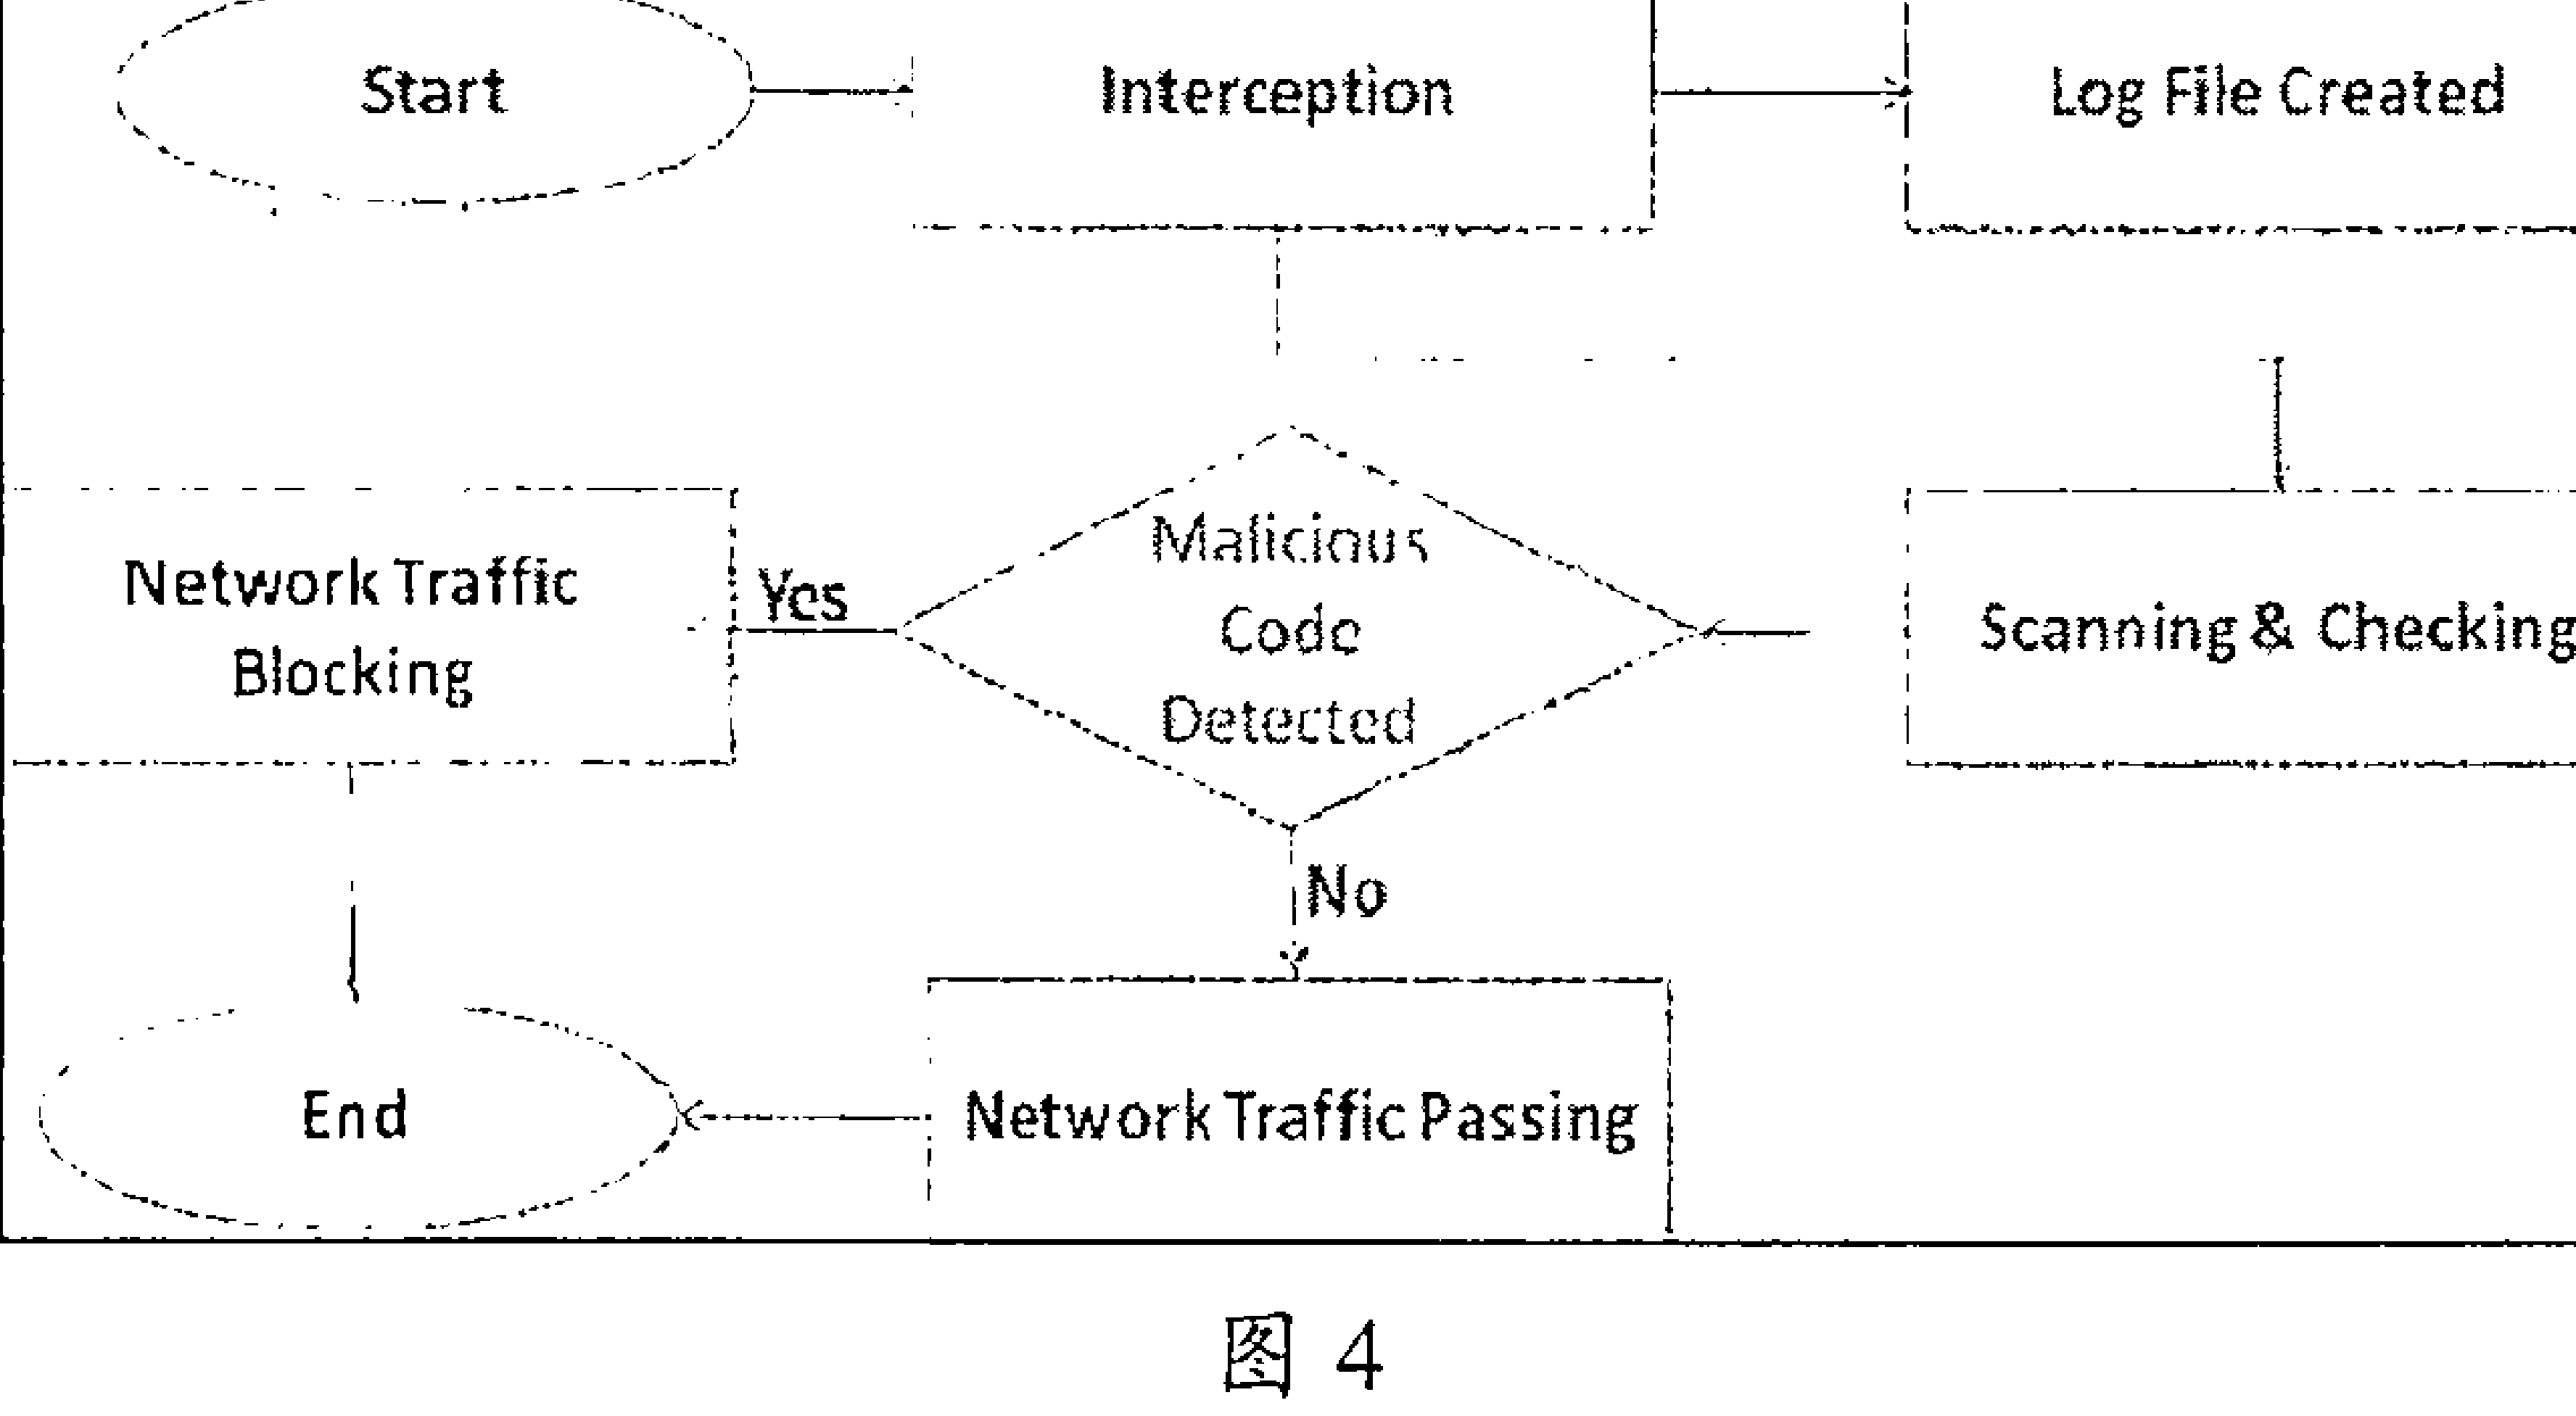 Start
Interception
Log File Created
Network Traffic
Blocking
Yes
Malicious
Code
Detected
Scanning & Checking
No
End
Network Traffic Passing
图 4